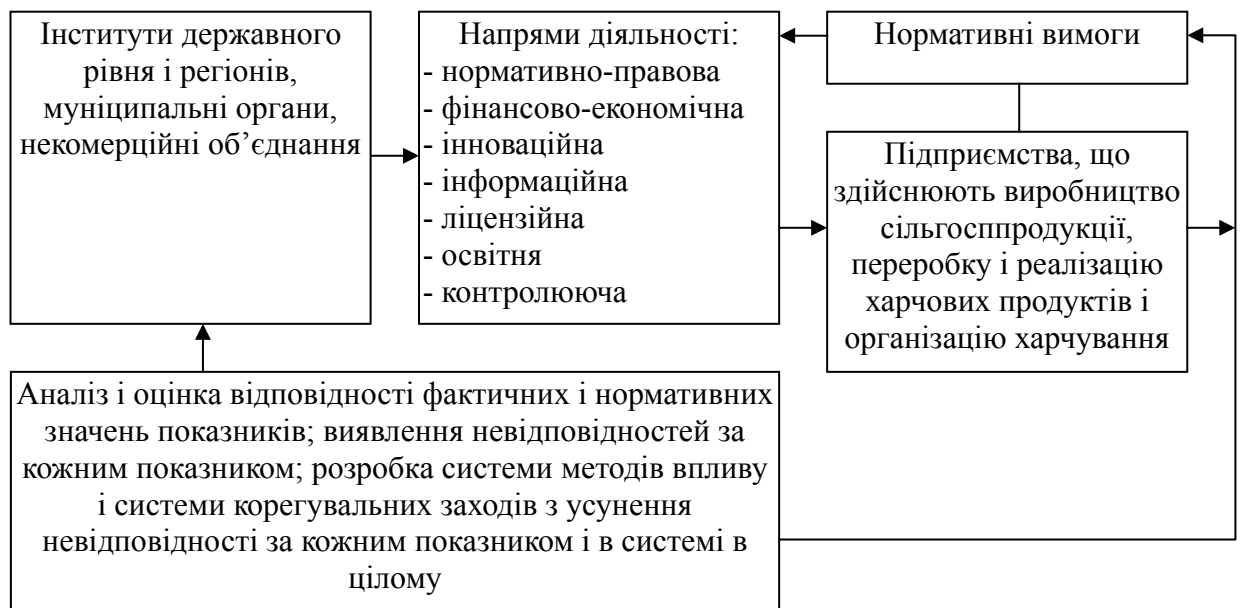 Інститути державного
рівня і регіонів,
муніципальні органи,
некомерційні об’єднання
Напрями діяльності:
- нормативно-правова
- фінансово-економічна
- інноваційна
- інформаційна
- ліцензійна
- освітня
- контролююча
Нормативні вимоги
Підприємства, що
здійснюють виробництво
сільгосппродукції,
переробку і реалізацію
харчових продуктів і
організацію харчування
Аналіз і оцінка відповідності фактичних і нормативних
значень показників; виявлення невідповідностей за
кожним показником; розробка системи методів впливу
і системи корегувальних заходів з усунення
невідповідності за кожним показником і в системі в
цілому